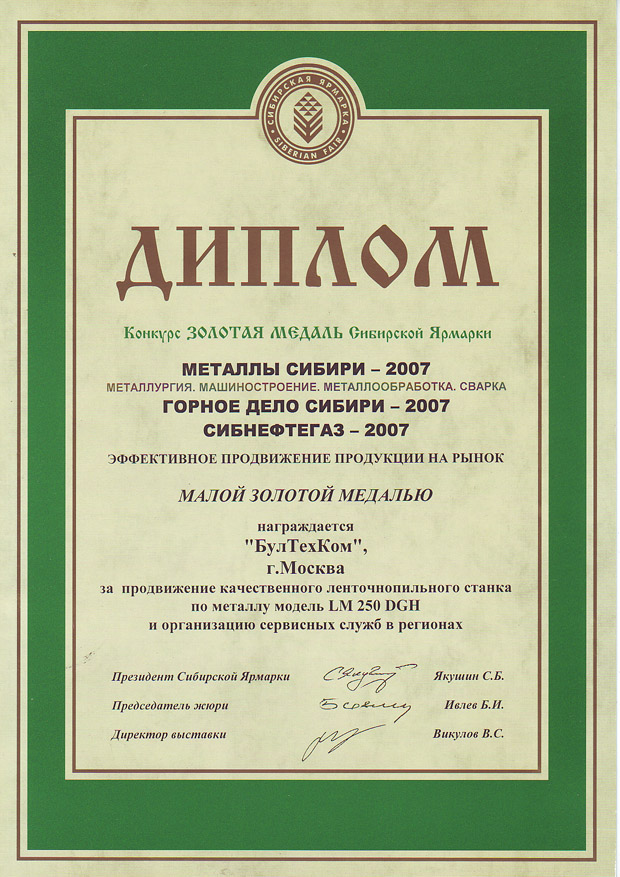 СИБИРСКАЯ ЯРМАРКА
SIBERIAN FAIR
ДИПЛОМ
Конкурс ЗОЛОТАЯ МЕДАЛЬ Сибирской Ярмарки
МЕТАЛЛЫ СИБИРИ – 2007
МЕТАЛЛУРГИЯ. МАШИНОСТРОЕНИЕ. МЕТАЛЛООБРАБОТКА. СВАРКА
ГОРНОЕ ДЕЛО СИБИРИ – 2007
СИБНЕФТЕГАЗ – 2007
ЭФФЕКТИВНОЕ ПРОДВИЖЕНИЕ ПРОДУКЦИИ НА РЫНОК
МАЛОЙ ЗОЛОТОЙ МЕДАЛЬЮ
награждается
"БулТехКом",
г.Москва
за продвижение качественного ленточнопильного станка
по металлу модель LM 250 DGH
и организацию сервисных служб в регионах
Президент Сибирской Ярмарки Якушин С.Б.
Председатель жюри Ивлев Б.И.
Директор выставки Викулов В.С.